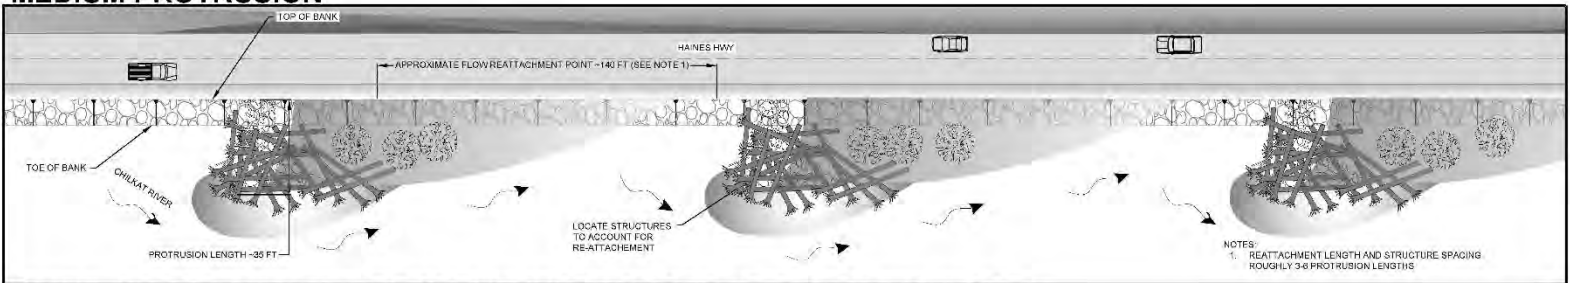 MEDIUM PROTRUSION
TOP OF BANK
HAINES HWY
APPROXIMATE FLOW REATTACHMENT POINT ~140 FT (SEE NOTE 1)
TOE OF BANK
CHILKAT RIVER
PROTRUSION LENGTH ~35 FT
LOCATE STRUCTURES
TO ACCOUNT FOR
RE-ATTACHEMENT
NOTES:
1. REATTACHMENT LENGTH AND STRUCTURE SPACING
ROUGHLY 3-6 PROTRUSION LENGTHS